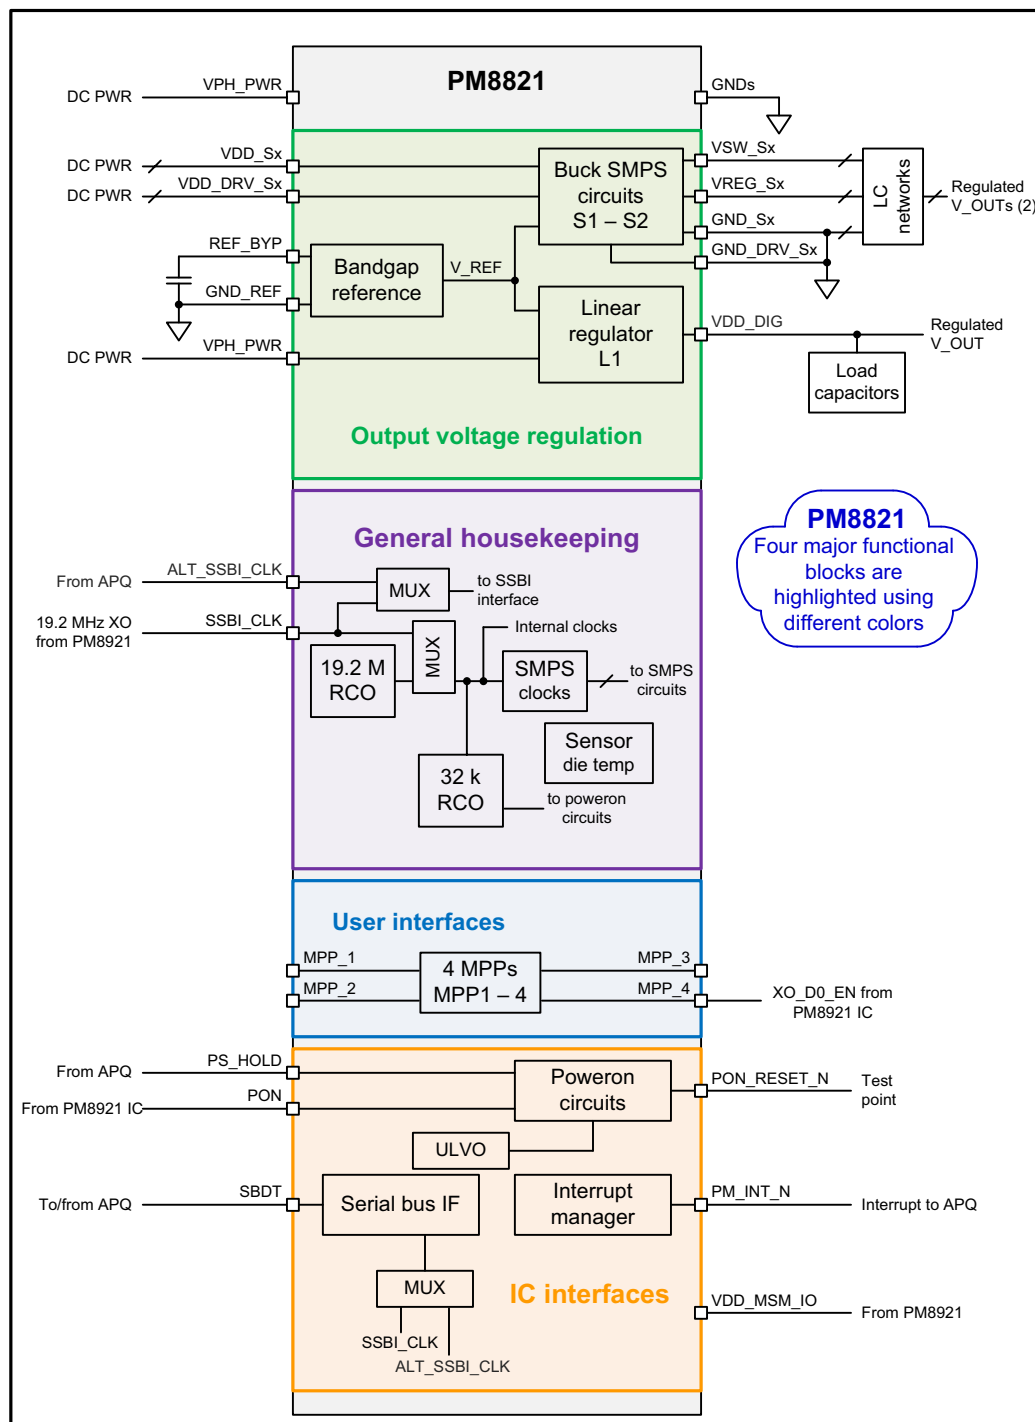 PM8821
DC PWR
VPH_PWR
GNDs
DC PWR
VDD_Sx
DC PWR
VDD_DRV_Sx
Buck SMPS
circuits
S1 – S2
VSW_Sx
VREG_Sx
GND_Sx
GND_DRV_Sx
LC
networks
Regulated
V_OUTs (2)
REF_BYP
GND_REF
Bandgap
reference
V_REF
DC PWR
VPH_PWR
Linear
regulator
L1
VDD_DIG
Regulated
V_OUT
Load
capacitors
Output voltage regulation
PM8821
Four major functional
blocks are
highlighted using
different colors
General housekeeping
From APQ
ALT_SSBI_CLK
MUX
to SSBI
interface
19.2 MHz XO
from PM8921
SSBI_CLK
MUX
Internal clocks
19.2 M
RCO
SMPS
clocks
to SMPS
circuits
Sensor
die temp
32 k
RCO
to poweron
circuits
User interfaces
MPP_1
MPP_2
4 MPPs
MPP1 – 4
MPP_3
MPP_4
XO_D0_EN from
PM8921 IC
From APQ
PS_HOLD
From PM8921 IC
PON
Poweron
circuits
PON_RESET_N
Test
point
ULVO
To/from APQ
SBDT
Serial bus IF
Interrupt
manager
PM_INT_N
Interrupt to APQ
MUX
SSBI_CLK
ALT_SSBI_CLK
IC interfaces
VDD_MSM_IO
From PM8921